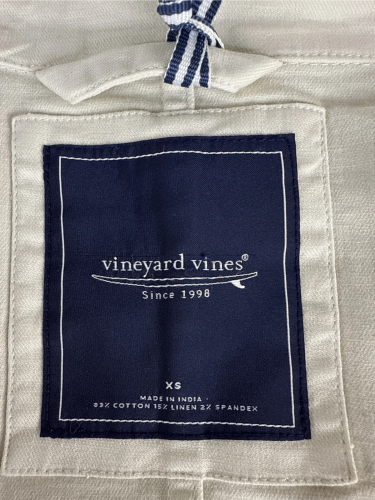 vineyard vines®
Since 1998
XS
MADE IN INDIA
83% COTTON 15% LINEN 2% SPANDEX